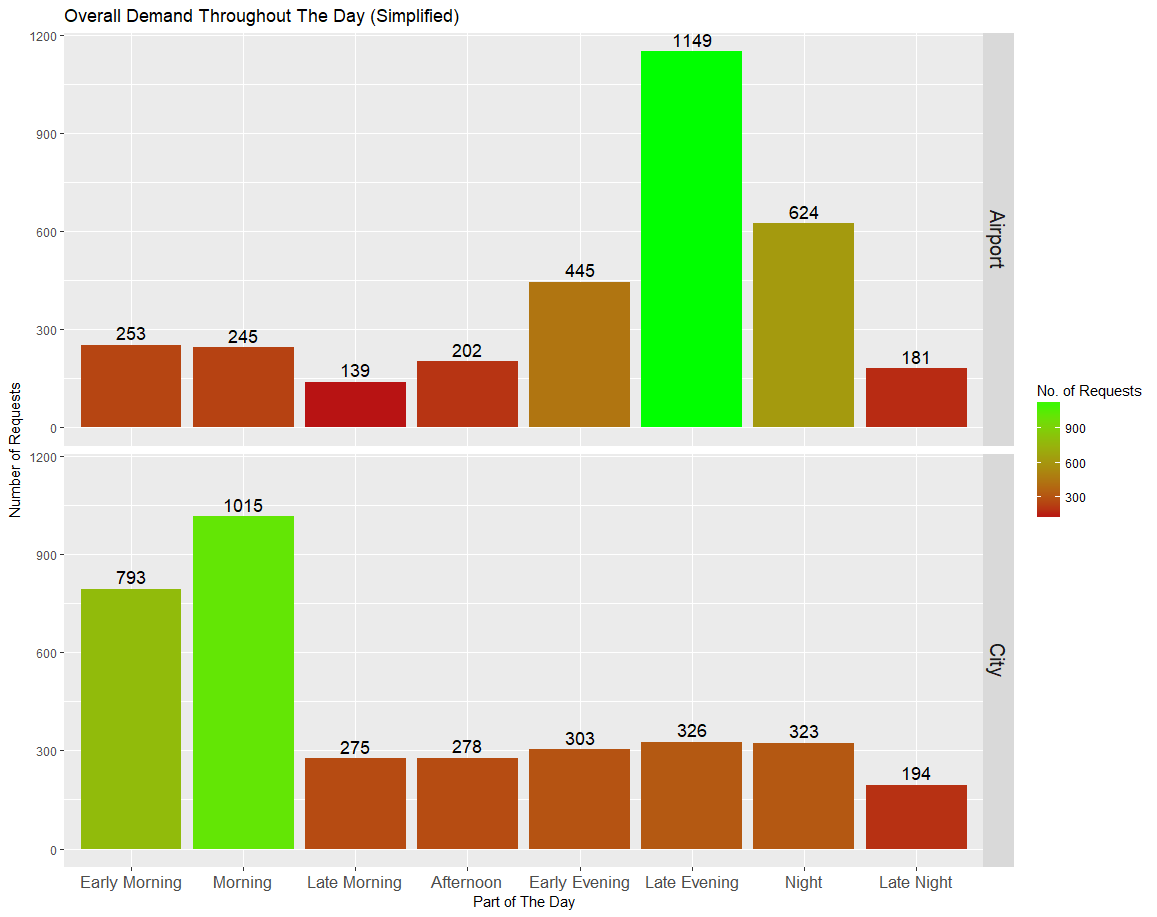 Overall Demand Throughout The Day (Simplified)
Number of Requests
1200
900
600
300
0
253
245
139
202
445
1149
624
181
Airport
1200
900
600
300
0
793
1015
275
278
303
326
323
194
City
Early Morning
Morning
Late Morning
Afternoon
Early Evening
Late Evening
Night
Late Night
Part of The Day
No. of Requests
900
600
300